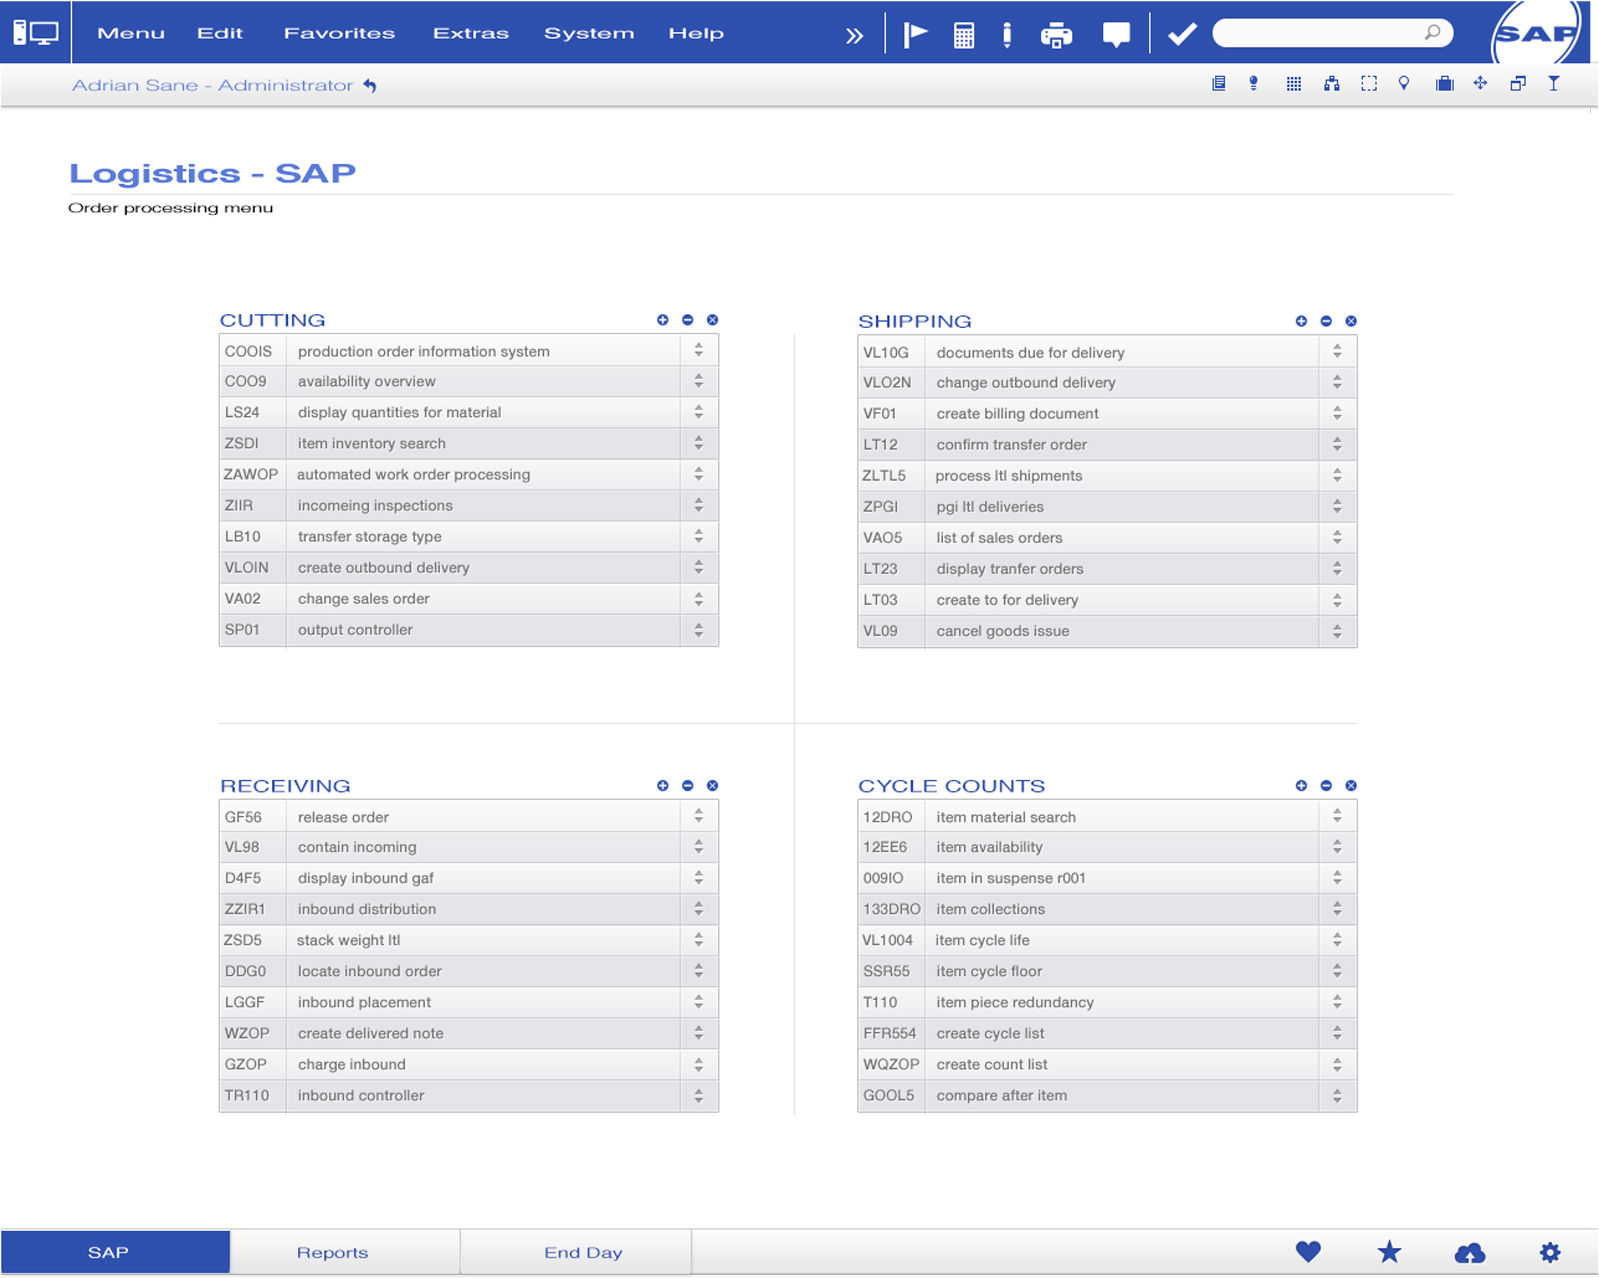 Menu Edit Favorites Extras System Help
SAP
Adrian Sane - Administrator
Logistics - SAP
Order processing menu
CUTTING
COOIS production order information system
COO9 availability overview
LS24 display quantities for material
ZSDI item inventory search
ZAWOP automated work order processing
ZIIR incomeing inspections
LB10 transfer storage type
VLOIN create outbound delivery
VA02 change sales order
SP01 output controller
SHIPPING
VL10G documents due for delivery
VLO2N change outbound delivery
VF01 create billing document
LT12 confirm transfer order
ZLTL5 process ltl shipments
ZPGI pgi ltl deliveries
VAO5 list of sales orders
LT23 display tranfer orders
LT03 create to for delivery
VL09 cancel goods issue
RECEIVING
GF56 release order
VL98 contain incoming
D4F5 display inbound gaf
ZZIR1 inbound distribution
ZSD5 stack weight ltl
DDG0 locate inbound order
LGGF inbound placement
WZOP create delivered note
GZOP charge inbound
TR110 inbound controller
CYCLE COUNTS
12DRO item material search
12EE6 item availability
009IO item in suspense r001
133DRO item collections
VL1004 item cycle life
SSR55 item cycle floor
T110 item piece redundancy
FFR554 create cycle list
WQZOP create count list
GOOL5 compare after item
SAP Reports End Day